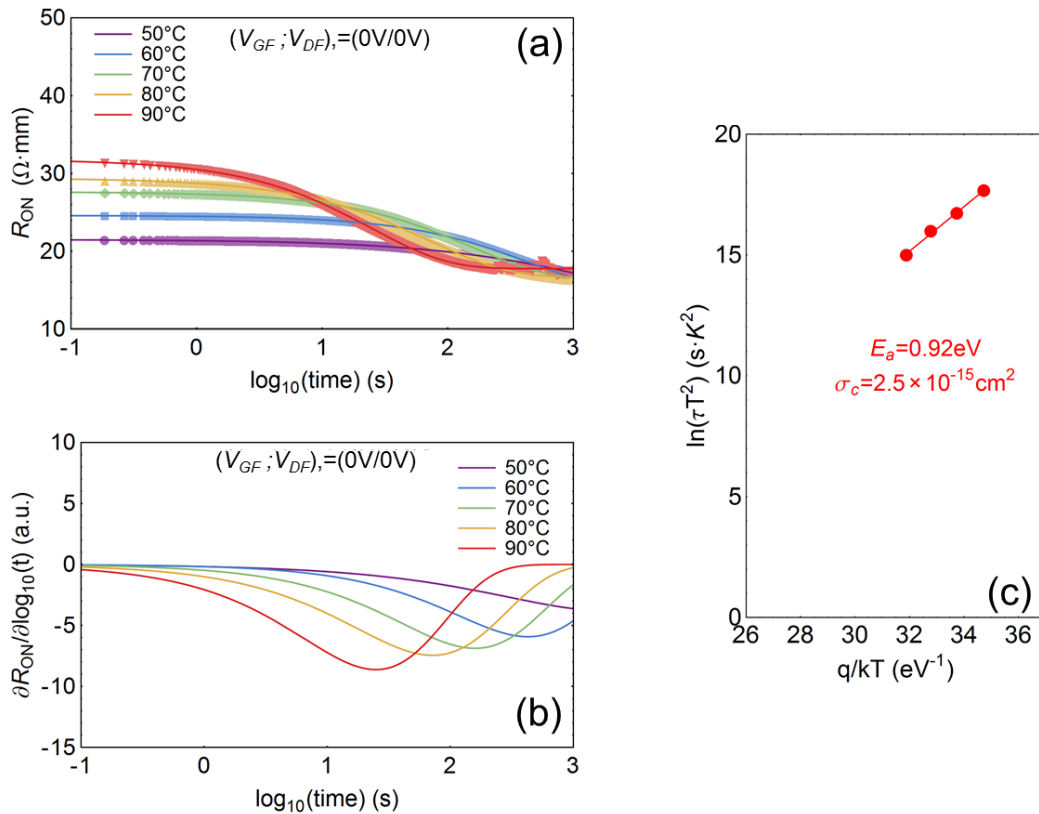 (a)
(V_GF ;V_DF),=(0V/0V)
50°C
60°C
70°C
80°C
90°C
R_ON (Ω·mm)
50
40
30
20
10
-1 0 1 2 3
log₁₀(time) (s)
(b)
(V_GF ;V_DF),=(0V/0V)
50°C
60°C
70°C
80°C
90°C
∂R_ON/∂log₁₀(t) (a.u.)
10
5
0
-5
-10
-15
-1 0 1 2 3
log₁₀(time) (s)
(c)
ln(τT²) (s·K²)
20
15
10
5
0
E_a=0.92eV
σ_c=2.5×10⁻¹⁵cm²
26 28 30 32 34 36
q/kT (eV⁻¹)